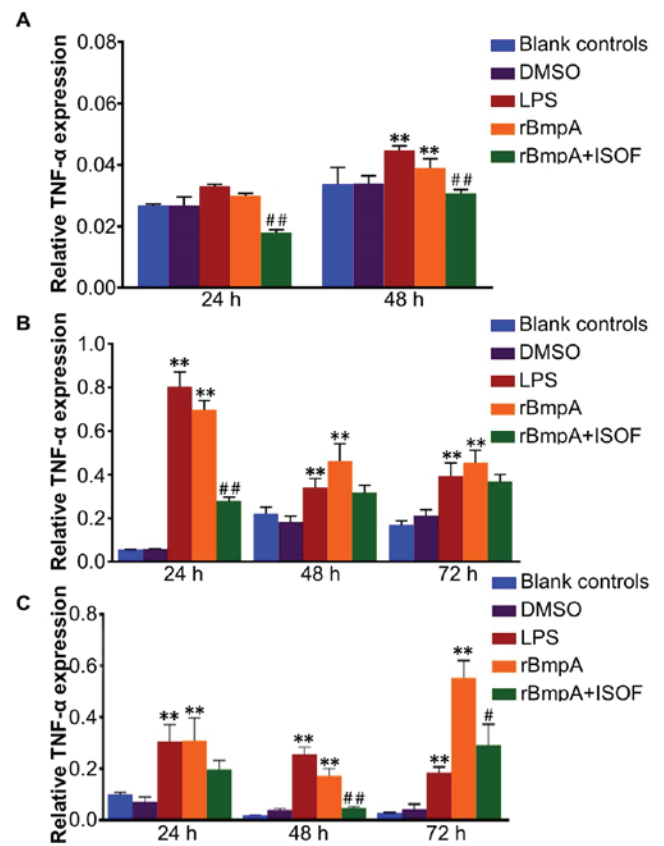 A
Relative TNF-α expression
0.08
0.06
0.04
0.02
0.00
## 
** ** ##
24 h 48 h
Blank controls
DMSO
LPS
rBmpA
rBmpA+ISOF
B
Relative TNF-α expression
1.0
0.8
0.6
0.4
0.2
0.0
** ** ##
** **
** **
24 h 48 h 72 h
Blank controls
DMSO
LPS
rBmpA
rBmpA+ISOF
C
Relative TNF-α expression
0.8
0.6
0.4
0.2
0.0
** **
** ** ##
** ** #
24 h 48 h 72 h
Blank controls
DMSO
LPS
rBmpA
rBmpA+ISOF